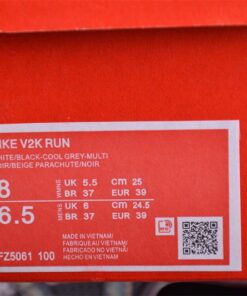 IKE V2K RUN
HITE/BLACK-COOL GREY-MULTI
OIR/BEIGE PARACHUTE/NOIR
8 WMNS UK 5.5 Cm 25
BR 37 EUR 39
6.5 MENS UK 6 Cm 24.5
BR 37 EUR 39
FZ5061 100
MADE IN VIETNAM
FABRIQUÉ AU VIETNAM
FABRICADO NO VIETNÃ
HECHO EN VIETNAM